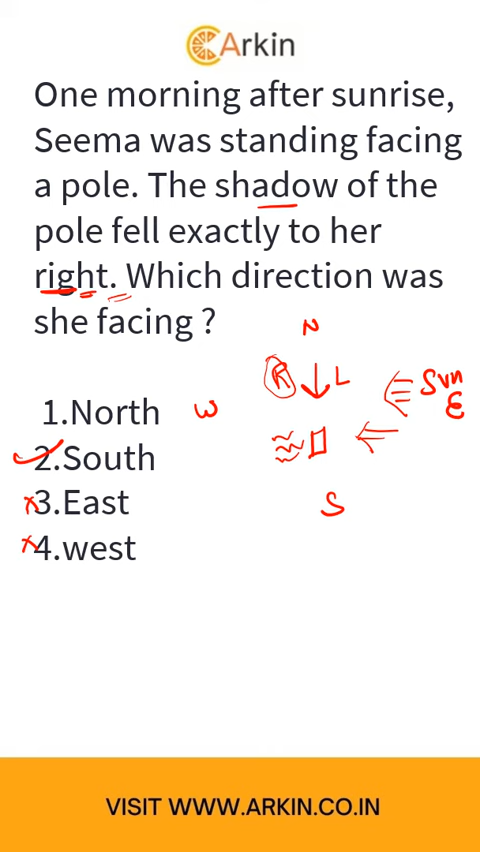 Arkin
One morning after sunrise,
Seema was standing facing
a pole. The shadow of the
pole fell exactly to her
right. Which direction was
she facing ?
N
R L Sun
E
1.North W
2.South
S
3.East
4.west
VISIT WWW.ARKIN.CO.IN